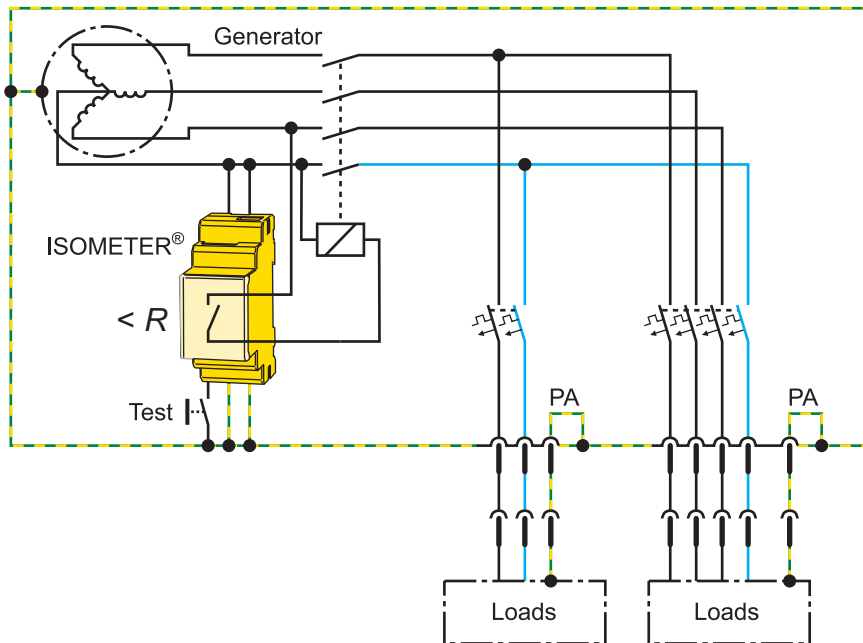 Generator
ISOMETER®
< R
Test
PA
PA
Loads
Loads